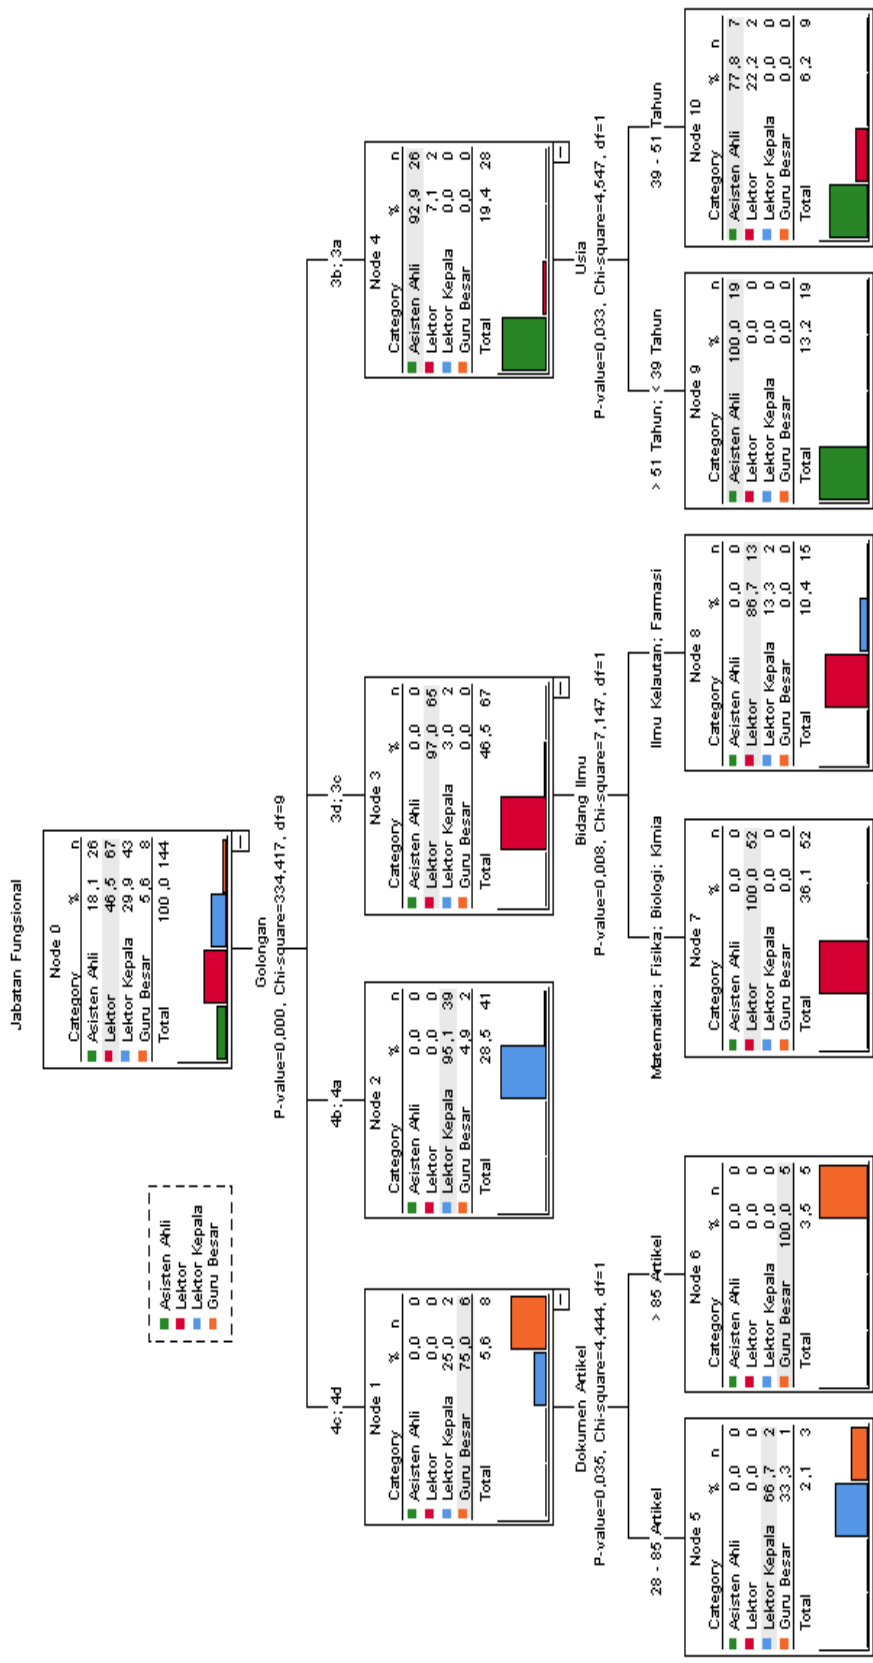 Jabatan Fungsional
Asisten Ahli
Lektor
Lektor Kepala
Guru Besar
Node 0
Category % n
Asisten Ahli 18,1 26
Lektor 46,5 67
Lektor Kepala 29,9 43
Guru Besar 5,6 8
Total 100,0 144
Golongan
P-value=0,000, Chi-square=334,417, df=9
4c; 4d
4b; 4a
3d; 3c
3b; 3a
Node 1
Category % n
Asisten Ahli 0,0 0
Lektor 0,0 0
Lektor Kepala 25,0 2
Guru Besar 75,0 6
Total 5,6 8
Node 2
Category % n
Asisten Ahli 0,0 0
Lektor 0,0 0
Lektor Kepala 95,1 39
Guru Besar 4,9 2
Total 28,5 41
Node 3
Category % n
Asisten Ahli 0,0 0
Lektor 97,0 65
Lektor Kepala 3,0 2
Guru Besar 0,0 0
Total 46,5 67
Node 4
Category % n
Asisten Ahli 92,9 26
Lektor 7,1 2
Lektor Kepala 0,0 0
Guru Besar 0,0 0
Total 19,4 28
Dokumen Artikel
P-value=0,035, Chi-square=4,444, df=1
Bidang Ilmu
P-value=0,008, Chi-square=7,147, df=1
Usia
P-value=0,033, Chi-square=4,547, df=1
28 - 85 Artikel
> 85 Artikel
Matematika; Fisika; Biologi; Kimia
Ilmu Kelautan; Farmasi
> 51 Tahun; < 39 Tahun
39 - 51 Tahun
Node 5
Category % n
Asisten Ahli 0,0 0
Lektor 0,0 0
Lektor Kepala 66,7 2
Guru Besar 33,3 1
Total 2,1 3
Node 6
Category % n
Asisten Ahli 0,0 0
Lektor 0,0 0
Lektor Kepala 0,0 0
Guru Besar 100,0 5
Total 3,5 5
Node 7
Category % n
Asisten Ahli 0,0 0
Lektor 100,0 52
Lektor Kepala 0,0 0
Guru Besar 0,0 0
Total 36,1 52
Node 8
Category % n
Asisten Ahli 0,0 0
Lektor 86,7 13
Lektor Kepala 13,3 2
Guru Besar 0,0 0
Total 10,4 15
Node 9
Category % n
Asisten Ahli 100,0 19
Lektor 0,0 0
Lektor Kepala 0,0 0
Guru Besar 0,0 0
Total 13,2 19
Node 10
Category % n
Asisten Ahli 77,8 7
Lektor 22,2 2
Lektor Kepala 0,0 0
Guru Besar 0,0 0
Total 6,2 9